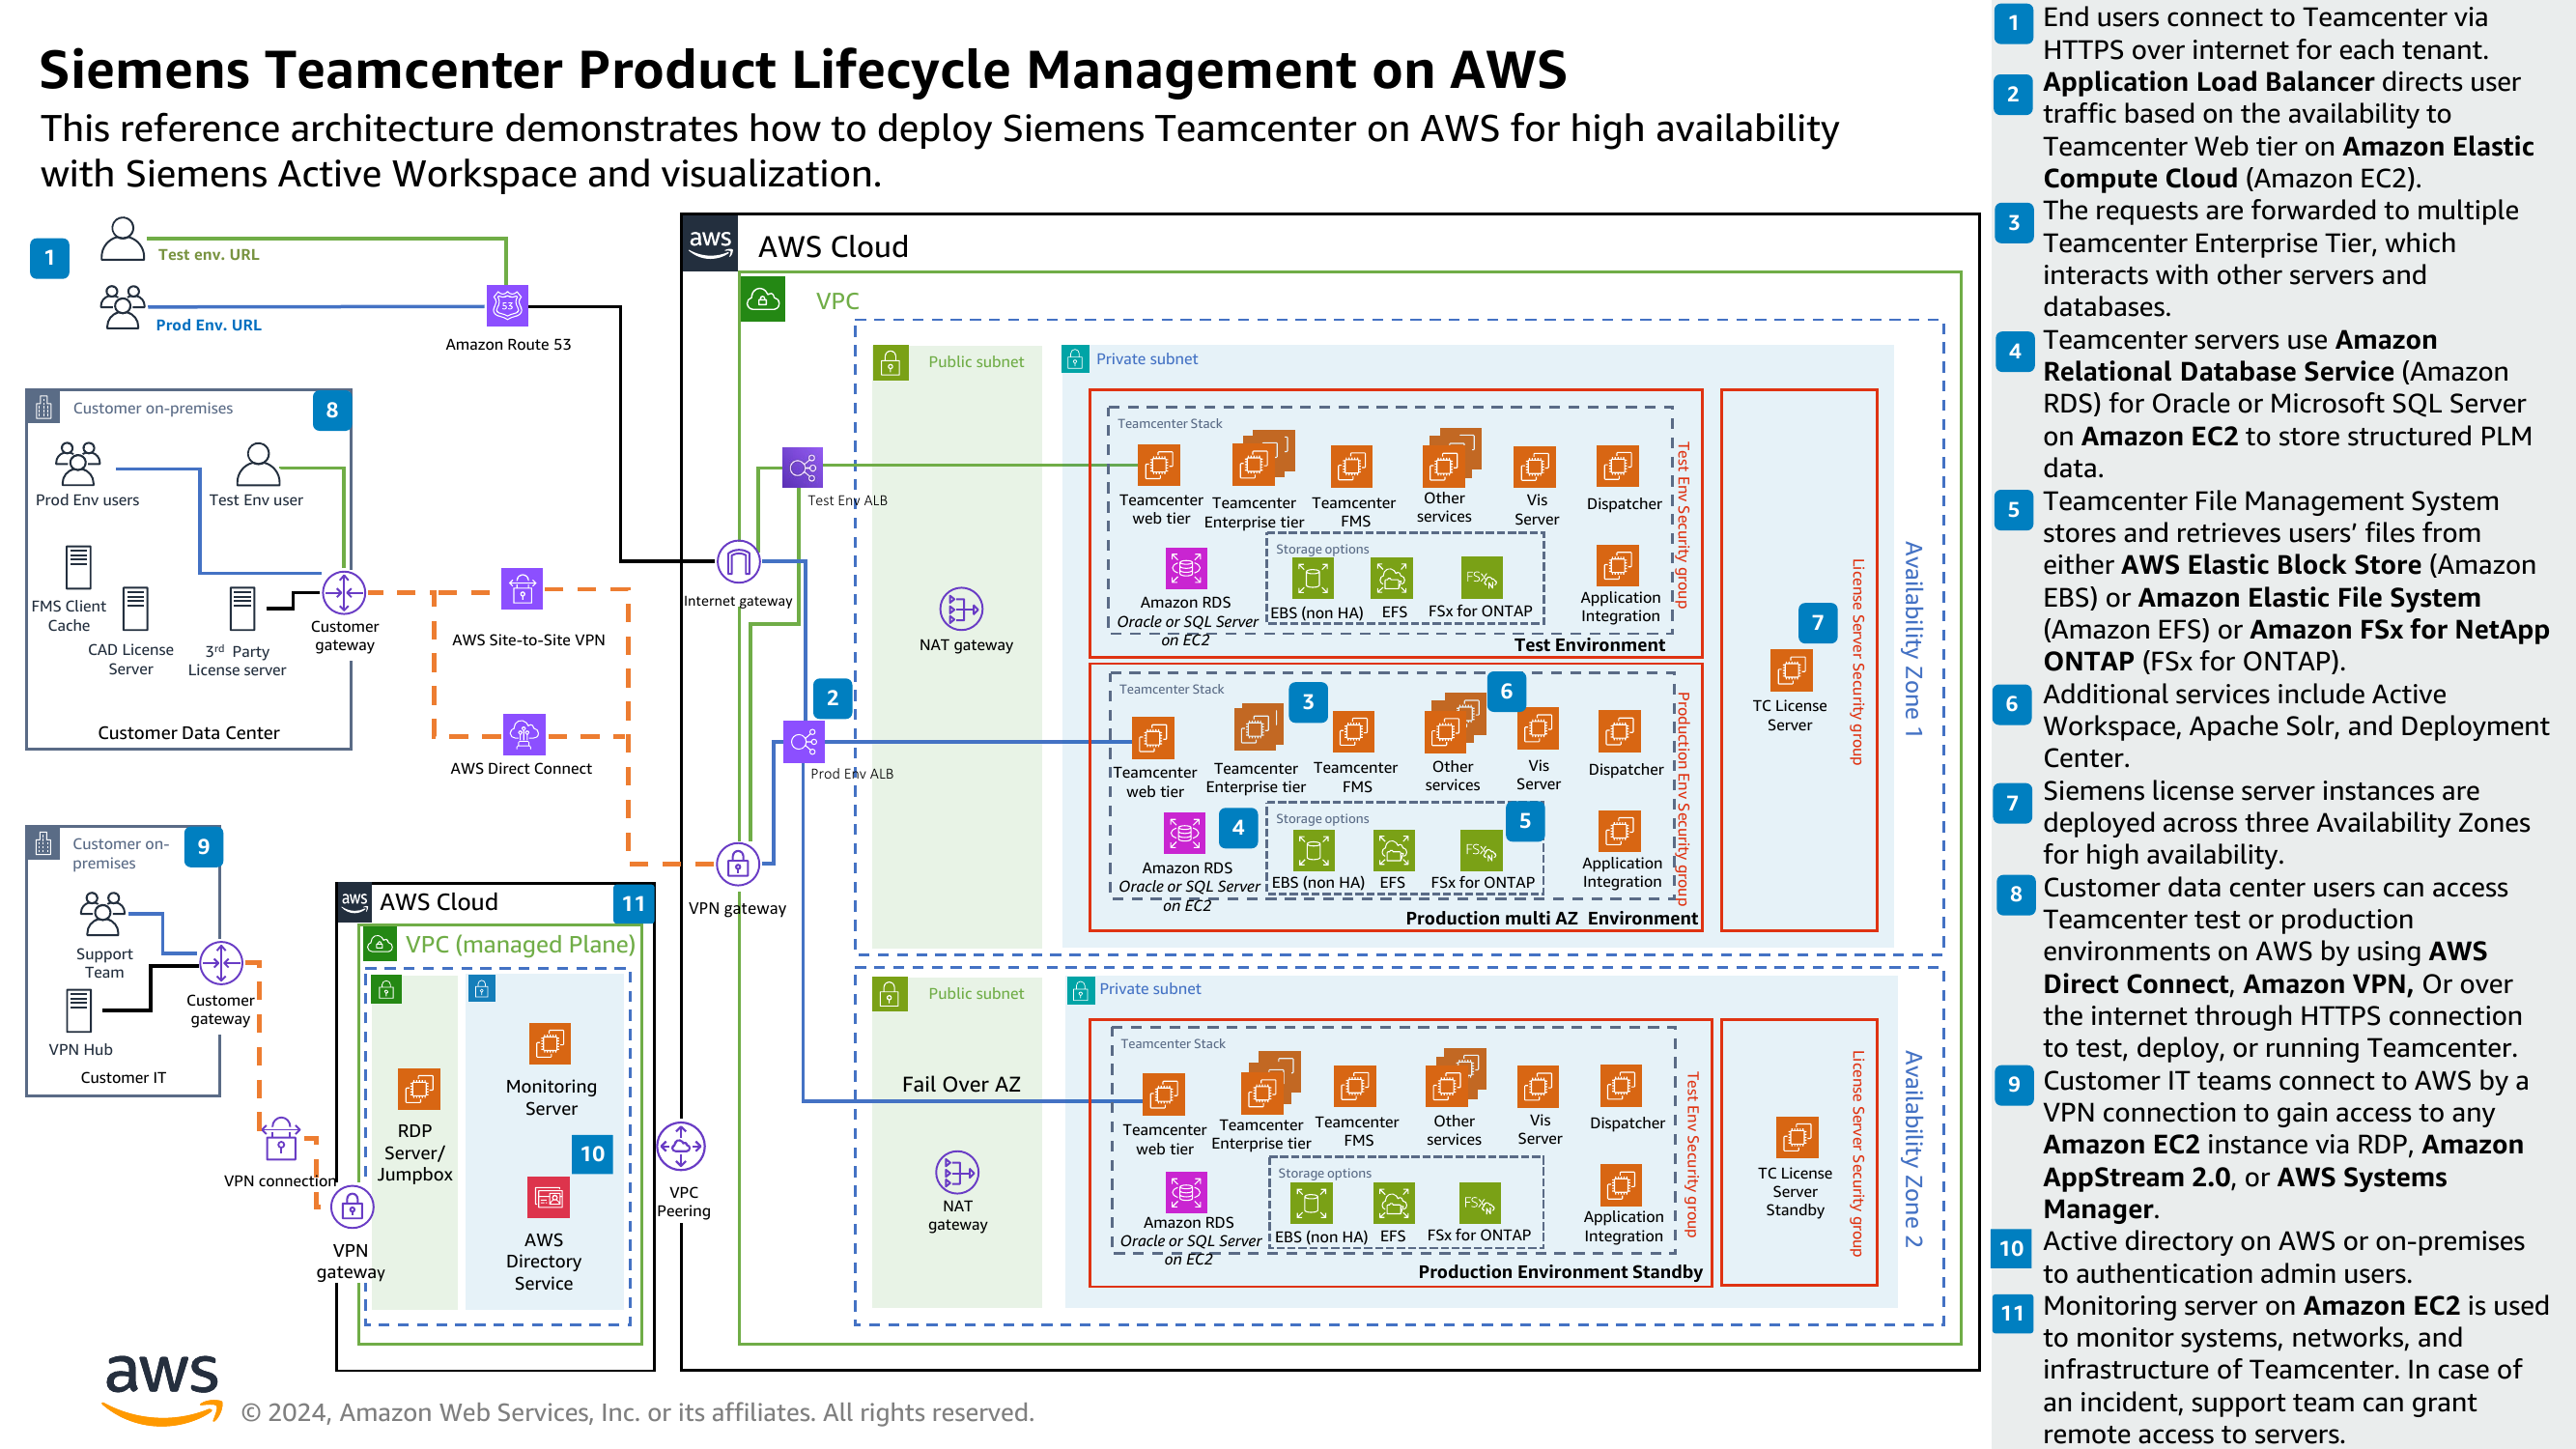 Siemens Teamcenter Product Lifecycle Management on AWS
This reference architecture demonstrates how to deploy Siemens Teamcenter on AWS for high availability
with Siemens Active Workspace and visualization.
1
Test env. URL
Prod Env. URL
53
Amazon Route 53
Customer on-premises
8
Prod Env users
Test Env user
FMS Client
Cache
CAD License
Server
3rd Party
License server
Customer
gateway
Customer Data Center
AWS Site-to-Site VPN
AWS Direct Connect
Customer on-
premises
9
Support
Team
VPN Hub
Customer
gateway
Customer IT
VPN connection
VPN
gateway
aws
AWS Cloud
11
VPC (managed Plane)
RDP
Server/
Jumpbox
Monitoring
Server
10
AWS
Directory
Service
VPC
Peering
aws
AWS Cloud
VPC
Internet gateway
VPN gateway
Test Env ALB
2
Prod Env ALB
Public subnet
NAT gateway
Private subnet
Teamcenter Stack
Teamcenter
web tier
Teamcenter
Enterprise tier
Teamcenter
FMS
Other
services
Vis
Server
Dispatcher
Amazon RDS
Oracle or SQL Server
on EC2
Storage options
EBS (non HA)
EFS
FSx
FSx for ONTAP
Application
Integration
Test Environment
Test Env Security group
Teamcenter Stack
3
6
Teamcenter
web tier
Teamcenter
Enterprise tier
Teamcenter
FMS
Other
services
Vis
Server
Dispatcher
4
Amazon RDS
Oracle or SQL Server
on EC2
Storage options
5
EBS (non HA)
EFS
FSx
FSx for ONTAP
Application
Integration
Production multi AZ Environment
Production Env Security group
7
TC License
Server
License Server Security group
Availability Zone 1
Public subnet
Fail Over AZ
NAT
gateway
Private subnet
Teamcenter Stack
Teamcenter
web tier
Teamcenter
Enterprise tier
Teamcenter
FMS
Other
services
Vis
Server
Dispatcher
Amazon RDS
Oracle or SQL Server
on EC2
Storage options
EBS (non HA)
EFS
FSx
FSx for ONTAP
Application
Integration
Production Environment Standby
Test Env Security group
TC License
Server
Standby
License Server Security group
Availability Zone 2
aws
© 2024, Amazon Web Services, Inc. or its affiliates. All rights reserved.
1
End users connect to Teamcenter via
HTTPS over internet for each tenant.
2
Application Load Balancer directs user
traffic based on the availability to
Teamcenter Web tier on Amazon Elastic
Compute Cloud (Amazon EC2).
3
The requests are forwarded to multiple
Teamcenter Enterprise Tier, which
interacts with other servers and
databases.
4
Teamcenter servers use Amazon
Relational Database Service (Amazon
RDS) for Oracle or Microsoft SQL Server
on Amazon EC2 to store structured PLM
data.
5
Teamcenter File Management System
stores and retrieves users’ files from
either AWS Elastic Block Store (Amazon
EBS) or Amazon Elastic File System
(Amazon EFS) or Amazon FSx for NetApp
ONTAP (FSx for ONTAP).
6
Additional services include Active
Workspace, Apache Solr, and Deployment
Center.
7
Siemens license server instances are
deployed across three Availability Zones
for high availability.
8
Customer data center users can access
Teamcenter test or production
environments on AWS by using AWS
Direct Connect, Amazon VPN, Or over
the internet through HTTPS connection
to test, deploy, or running Teamcenter.
9
Customer IT teams connect to AWS by a
VPN connection to gain access to any
Amazon EC2 instance via RDP, Amazon
AppStream 2.0, or AWS Systems
Manager.
10
Active directory on AWS or on-premises
to authentication admin users.
11
Monitoring server on Amazon EC2 is used
to monitor systems, networks, and
infrastructure of Teamcenter. In case of
an incident, support team can grant
remote access to servers.